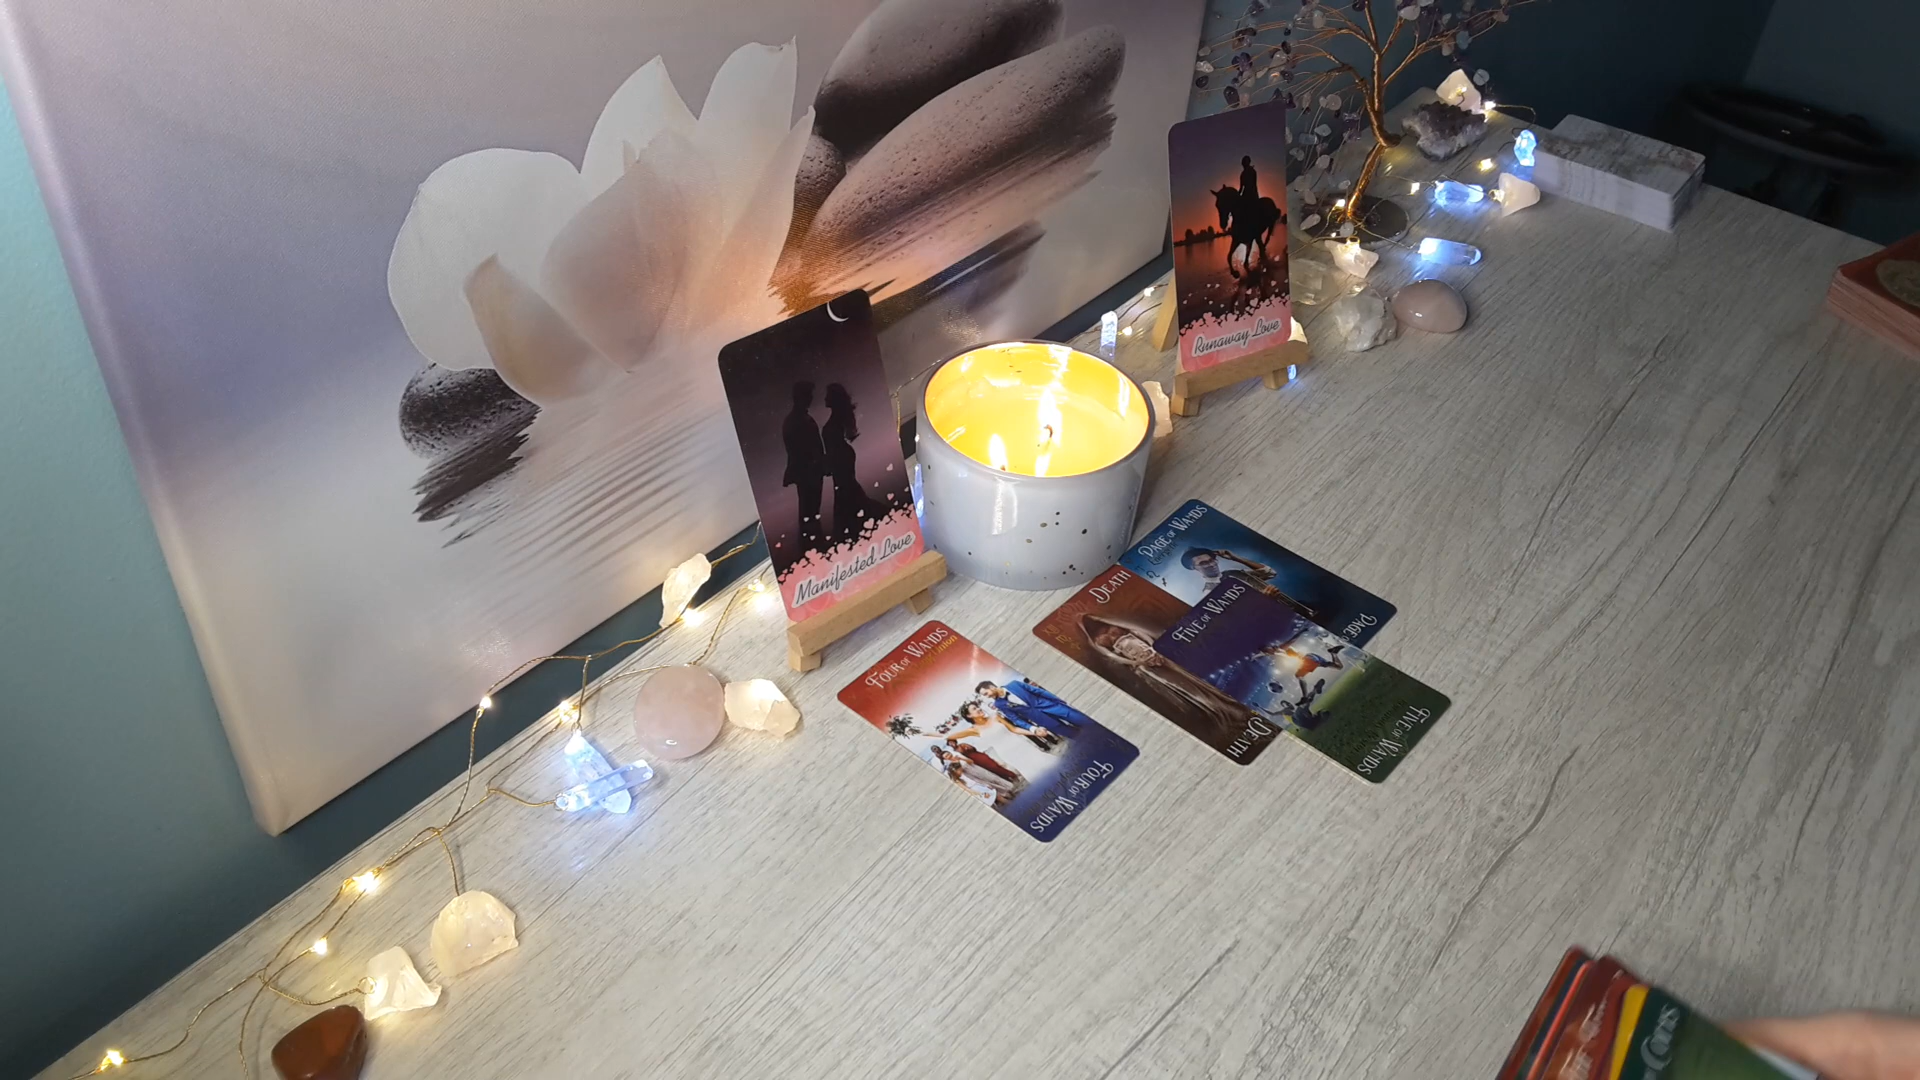 Runaway Love
Manifested Love
PAGE OF WANDS
PAGE
DEATH
DEATH
FIVE OF WANDS
FIVE OF WANDS
FOUR OF WANDS
FOUR OF WANDS
COINS